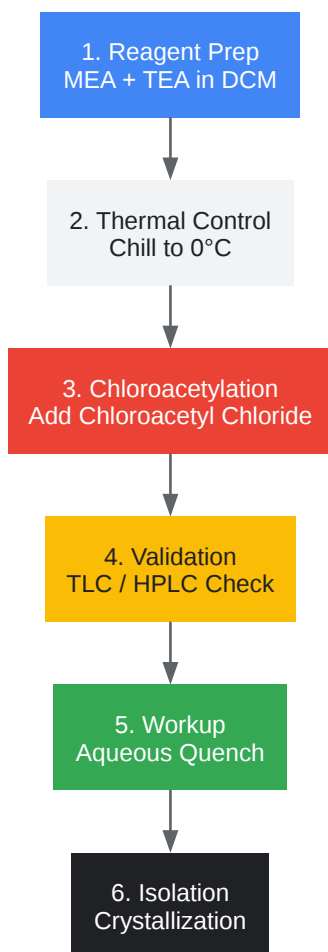 1. Reagent Prep
MEA + TEA in DCM
2. Thermal Control
Chill to 0°C
3. Chloroacetylation
Add Chloroacetyl Chloride
4. Validation
TLC / HPLC Check
5. Workup
Aqueous Quench
6. Isolation
Crystallization